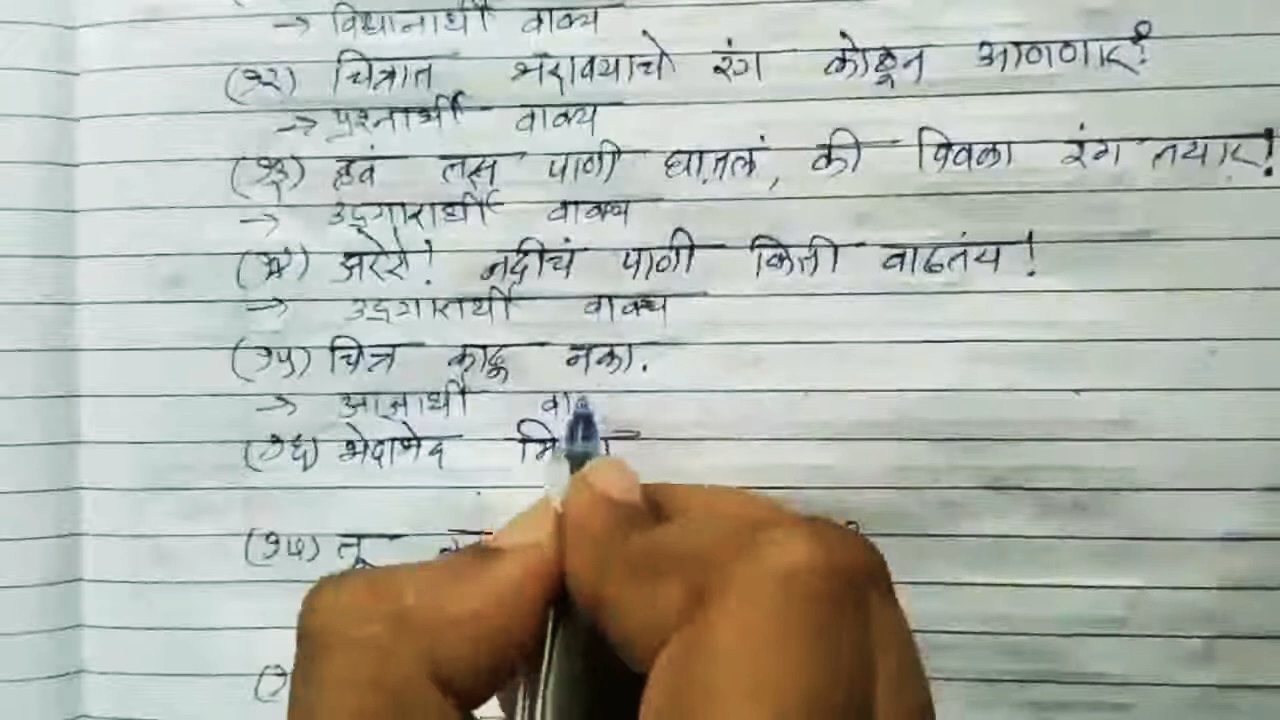 → विधानार्थी वाक्य
(१२) चित्रात भरावयाचे रंग कोठून आणणार?
→ प्रश्नार्थी वाक्य
(१३) हवं तस पाणी घातलं, की पिवळा रंग तयार!
→ उद्गारार्थी वाक्य
(१४) अरेरे! नदीचं पाणी किती वाढतंय!
→ उद्गारार्थी वाक्य
(१५) चित्र काढू नका.
→ आज्ञार्थी
(१६) भेदाभेद
(१७) तू